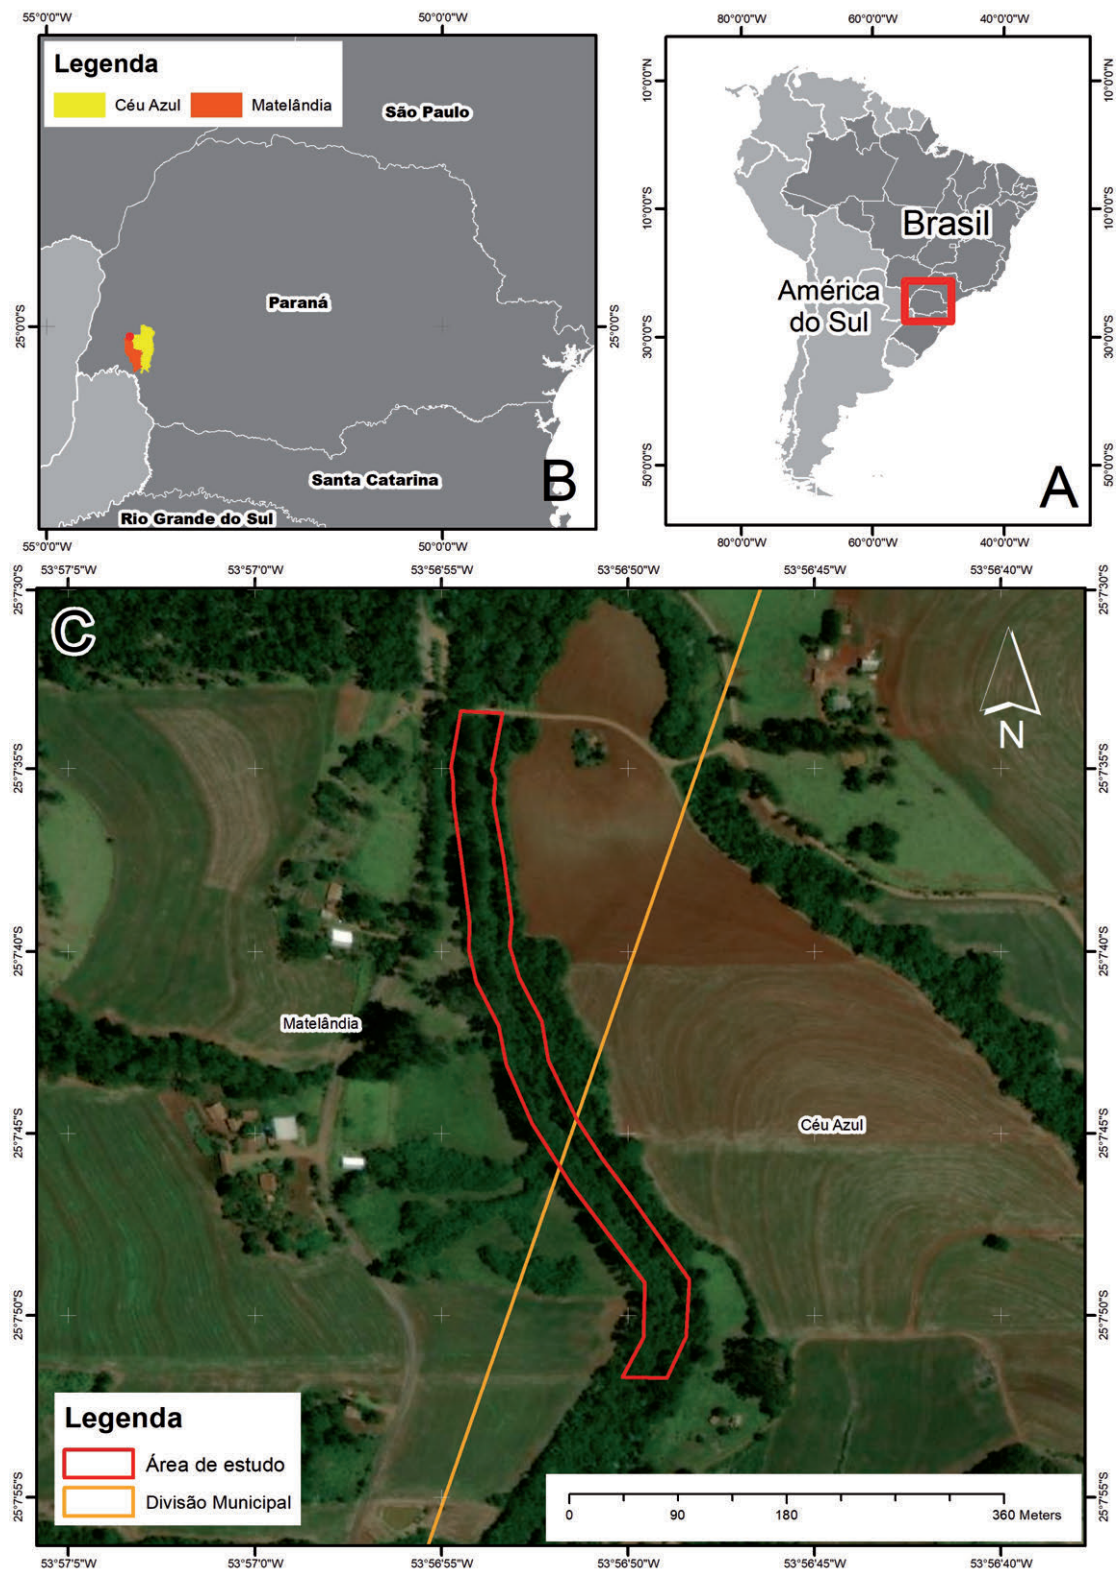 55°0'0"W
50°0'0"W
Legenda
Céu Azul
Matelândia
São Paulo
Paraná
25°0'0"S
25°0'0"S
Santa Catarina
Rio Grande do Sul
B
55°0'0"W
50°0'0"W
80°0'0"W
60°0'0"W
40°0'0"W
10°0'0"N
10°0'0"N
10°0'0"S
10°0'0"S
Brasil
América
do Sul
30°0'0"S
30°0'0"S
50°0'0"S
50°0'0"S
A
80°0'0"W
60°0'0"W
40°0'0"W
53°57'5"W
53°57'0"W
53°56'55"W
53°56'50"W
53°56'45"W
53°56'40"W
25°7'30"S
25°7'30"S
C
N
25°7'35"S
25°7'35"S
25°7'40"S
25°7'40"S
Matelândia
Céu Azul
25°7'45"S
25°7'45"S
25°7'50"S
25°7'50"S
Legenda
Área de estudo
Divisão Municipal
25°7'55"S
25°7'55"S
0
90
180
360 Meters
53°57'5"W
53°57'0"W
53°56'55"W
53°56'50"W
53°56'45"W
53°56'40"W